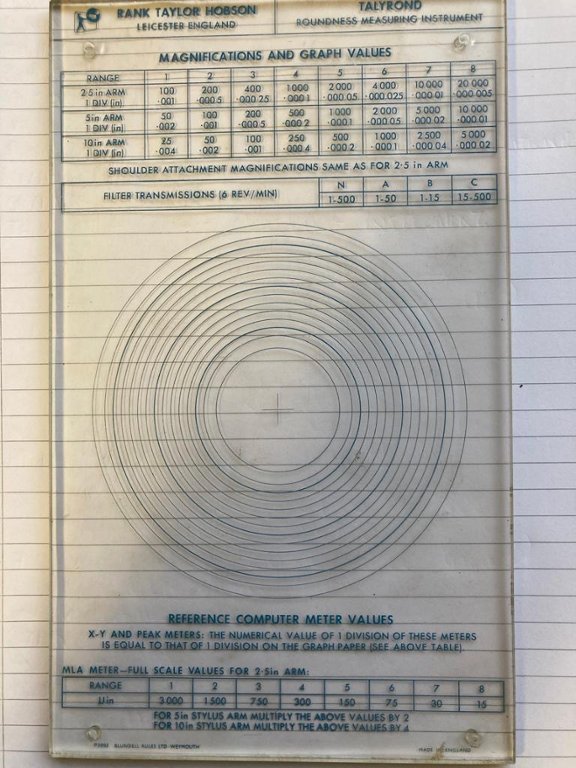 RANK TAYLOR HOBSON
LEICESTER ENGLAND
TALYROND
ROUNDNESS MEASURING INSTRUMENT
MAGNIFICATIONS AND GRAPH VALUES
RANGE 1 2 3 4 5 6 7 8
2·5 in ARM 100 200 400 1 000 2 000 4 000 10 000 20 000
1 DIV (in) ·001 ·000 5 ·000 25 ·000 1 ·000 05 ·000 025 ·000 01 ·000 005
5in ARM 50 100 200 500 1 000 2 000 5 000 10 000
1 DIV (in) ·002 ·001 ·000 5 ·000 2 ·000 1 ·000 05 ·000 02 ·000 01
10in ARM 25 50 100 250 500 1 000 2 500 5 000
1 DIV (in) ·004 ·002 ·001 ·000 4 ·000 2 ·000 1 ·000 04 ·000 02
SHOULDER ATTACHMENT MAGNIFICATIONS SAME AS FOR 2·5 in ARM
FILTER TRANSMISSIONS (6 REV/MIN) N A B C
1-500 1-50 1-15 15-500
REFERENCE COMPUTER METER VALUES
X-Y AND PEAK METERS: THE NUMERICAL VALUE OF 1 DIVISION OF THESE METERS
IS EQUAL TO THAT OF 1 DIVISION ON THE GRAPH PAPER (SEE ABOVE TABLE).
MLA METER—FULL SCALE VALUES FOR 2·5in ARM:
RANGE 1 2 3 4 5 6 7 8
μin 3 000 1 500 750 300 150 75 30 15
FOR 5in STYLUS ARM MULTIPLY THE ABOVE VALUES BY 2
FOR 10in STYLUS ARM MULTIPLY THE ABOVE VALUES BY 4
BLUNDELL RULES LTD · WEYMOUTH
MADE IN ENGLAND